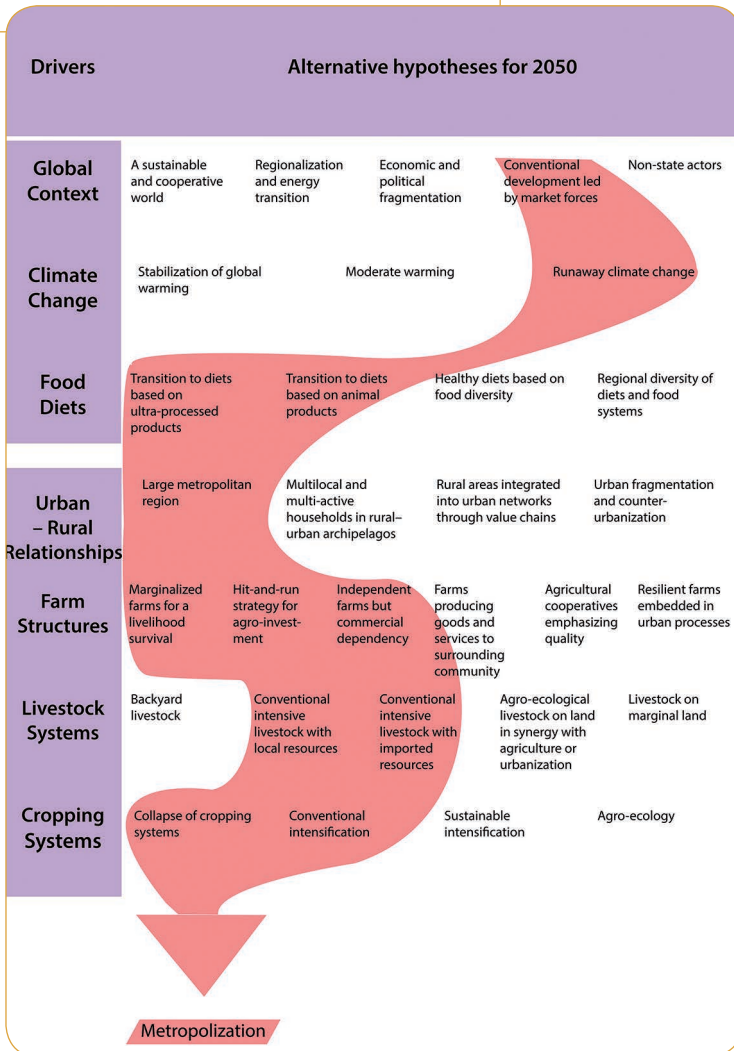 Drivers
Alternative hypotheses for 2050
Global
Context
A sustainable
and cooperative
world
Regionalization
and energy
transition
Economic and
political
fragmentation
Conventional
development led
by market forces
Non-state actors
Climate
Change
Stabilization of global
warming
Moderate warming
Runaway climate change
Food
Diets
Transition to diets
based on
ultra-processed
products
Transition to diets
based on animal
products
Healthy diets based on
food diversity
Regional diversity of
diets and food
systems
Urban
– Rural
Relationships
Large metropolitan
region
Multilocal and
multi-active
households in rural–
urban archipelagos
Rural areas integrated
into urban networks
through value chains
Urban fragmentation
and counter-
urbanization
Farm
Structures
Marginalized
farms for a
livelihood
survival
Hit-and-run
strategy for
agro-invest-
ment
Independent
farms but
commercial
dependency
Farms
producing
goods and
services to
surrounding
community
Agricultural
cooperatives
emphasizing
quality
Resilient farms
embedded in
urban processes
Livestock
Systems
Backyard
livestock
Conventional
intensive
livestock with
local resources
Conventional
intensive
livestock with
imported
resources
Agro-ecological
livestock on land
in synergy with
agriculture or
urbanization
Livestock on
marginal land
Cropping
Systems
Collapse of cropping
systems
Conventional
intensification
Sustainable
intensification
Agro-ecology
Metropolization